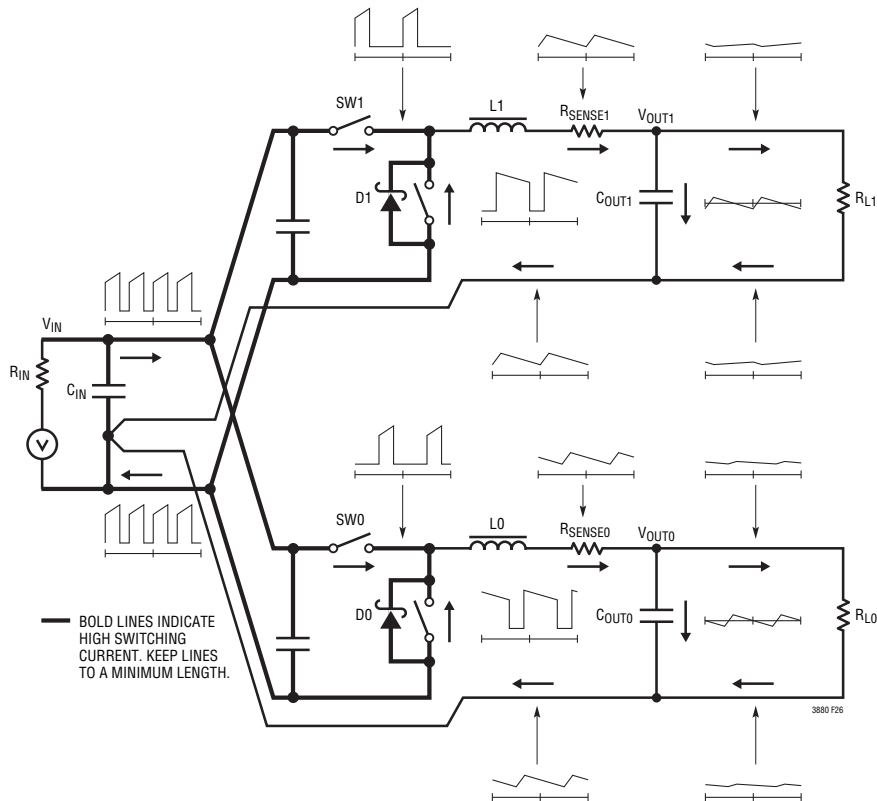 SW1
L1
RSENSE1
VOUT1
D1
COUT1
RL1
VIN
RIN
CIN
V
SW0
L0
RSENSE0
VOUT0
D0
COUT0
RL0
BOLD LINES INDICATE
HIGH SWITCHING
CURRENT. KEEP LINES
TO A MINIMUM LENGTH.
3880 F26